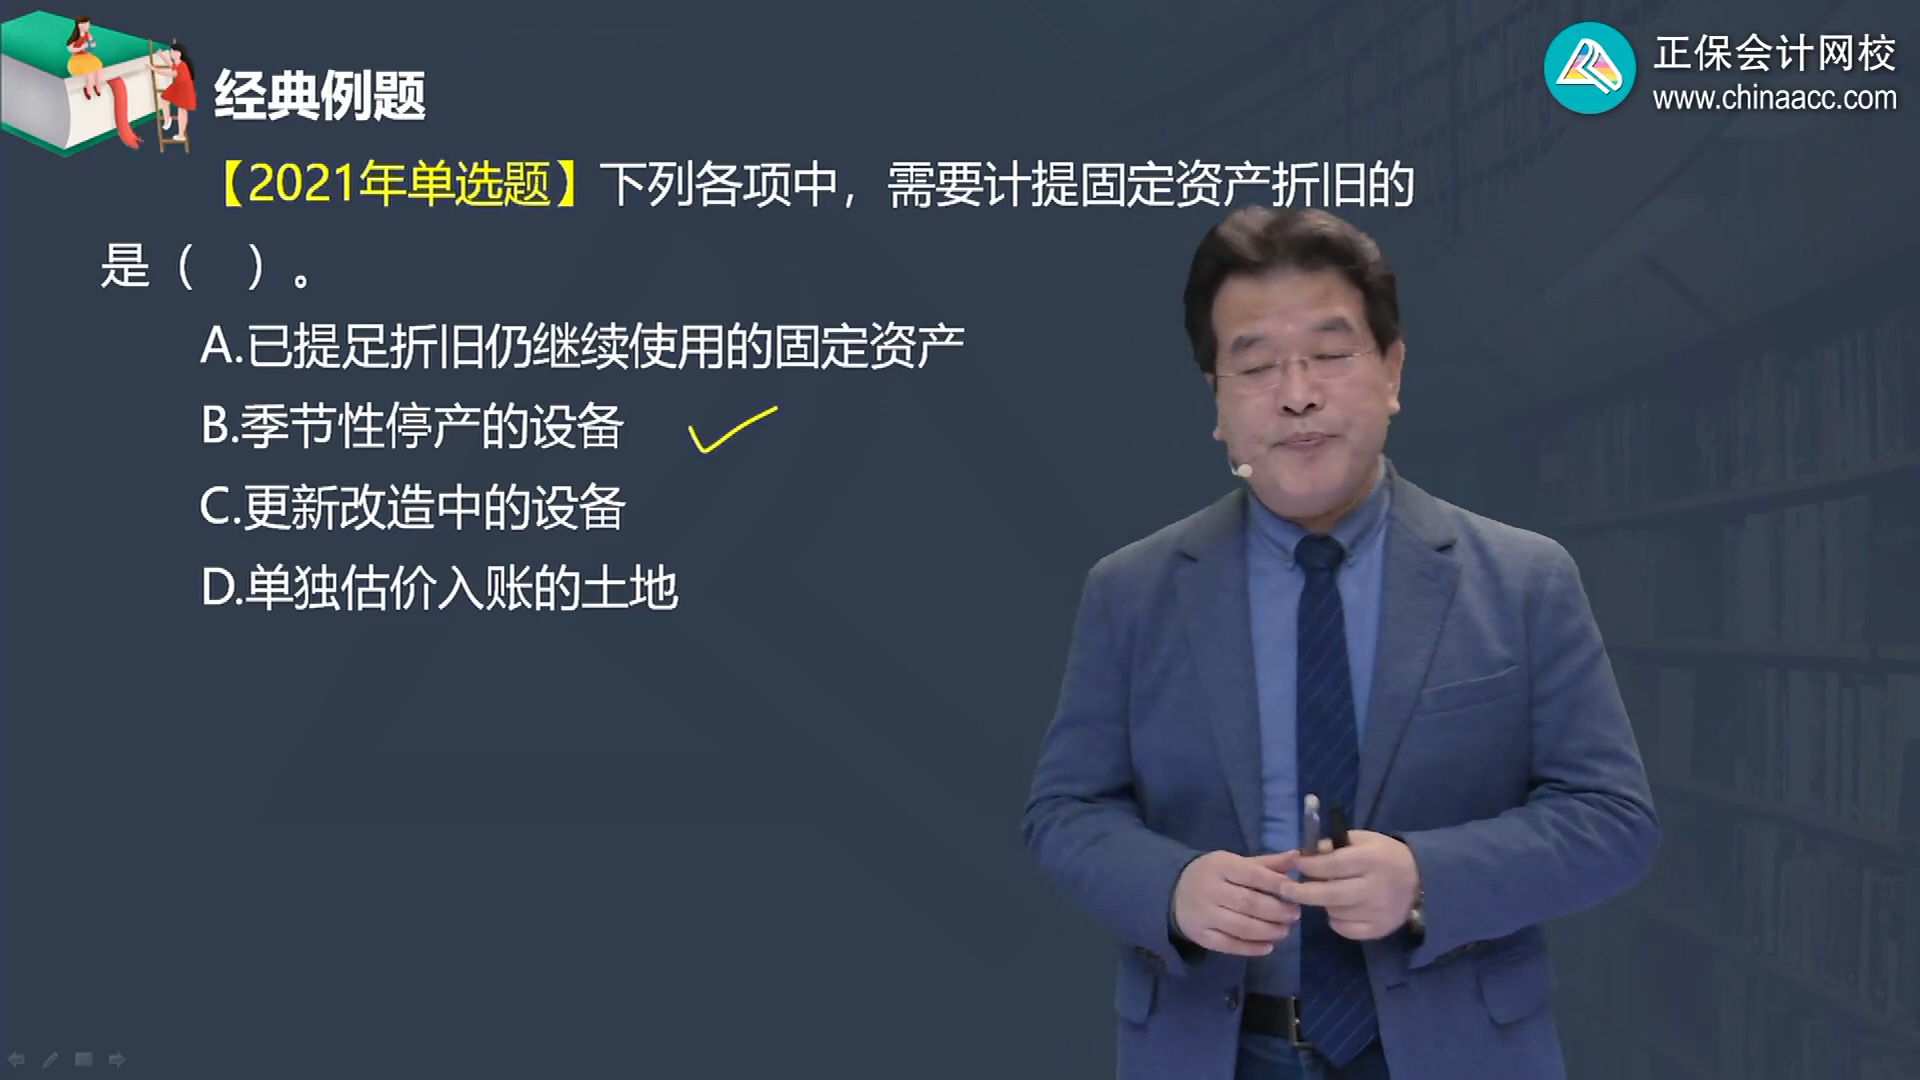 正保会计网校
www.chinaacc.com
经典例题
【2021年单选题】下列各项中，需要计提固定资产折旧的
是（　）。
A.已提足折旧仍继续使用的固定资产
B.季节性停产的设备
C.更新改造中的设备
D.单独估价入账的土地